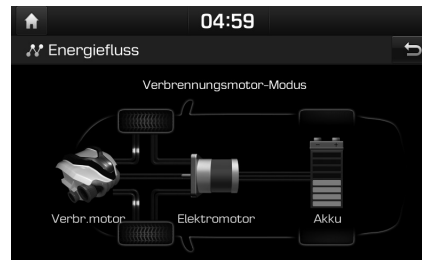 04:59
Energiefluss
Verbrennungsmotor-Modus
Verbr.motor Elektromotor Akku